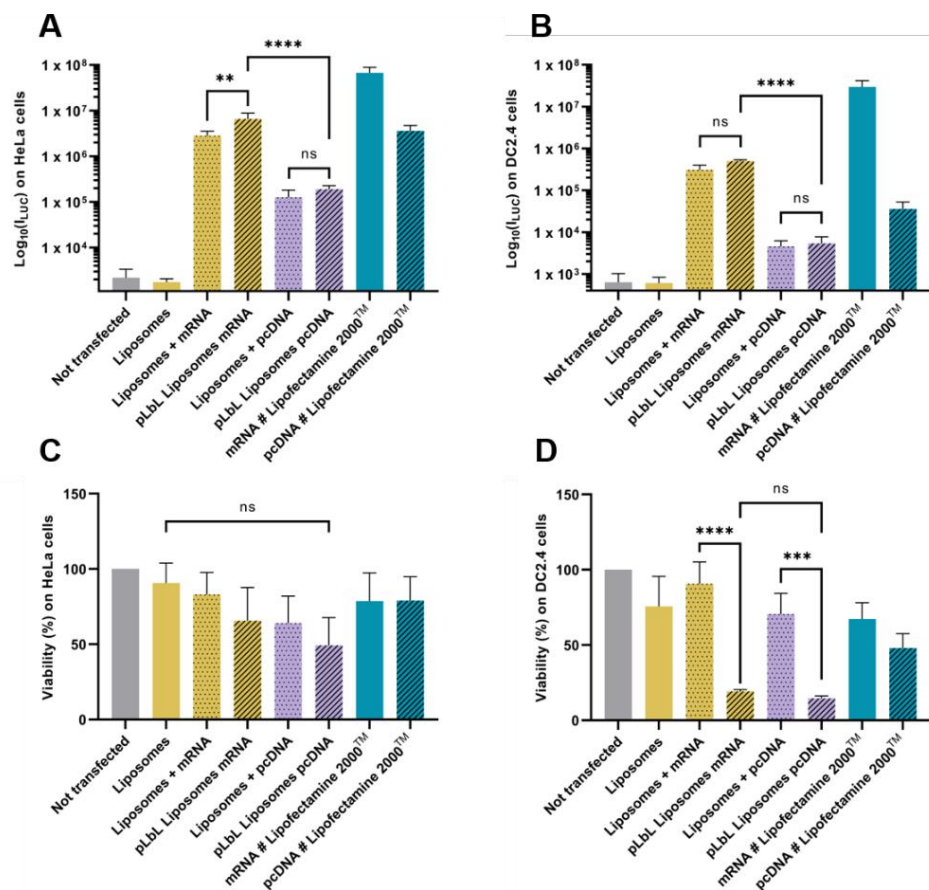 A
Log₁₀(I_LUC) on HeLa cells
1 x 10⁸
1 x 10⁷
1 x 10⁶
1 x 10⁵
1 x 10⁴
**
****
ns
Not transfected
Liposomes
Liposomes + mRNA
pLbL Liposomes mRNA
Liposomes + pcDNA
pLbL Liposomes pcDNA
mRNA # Lipofectamine 2000™
pcDNA # Lipofectamine 2000™
B
Log₁₀(I_LUC) on DC2.4 cells
1 x 10⁸
1 x 10⁷
1 x 10⁶
1 x 10⁵
1 x 10⁴
1 x 10³
ns
****
ns
Not transfected
Liposomes
Liposomes + mRNA
pLbL Liposomes mRNA
Liposomes + pcDNA
pLbL Liposomes pcDNA
mRNA # Lipofectamine 2000™
pcDNA # Lipofectamine 2000™
C
Viability (%) on HeLa cells
150
100
50
0
ns
Not transfected
Liposomes
Liposomes + mRNA
pLbL Liposomes mRNA
Liposomes + pcDNA
pLbL Liposomes pcDNA
mRNA # Lipofectamine 2000™
pcDNA # Lipofectamine 2000™
D
Viability (%) on DC2.4 cells
150
100
50
0
****
ns
***
Not transfected
Liposomes
Liposomes + mRNA
pLbL Liposomes mRNA
Liposomes + pcDNA
pLbL Liposomes pcDNA
mRNA # Lipofectamine 2000™
pcDNA # Lipofectamine 2000™